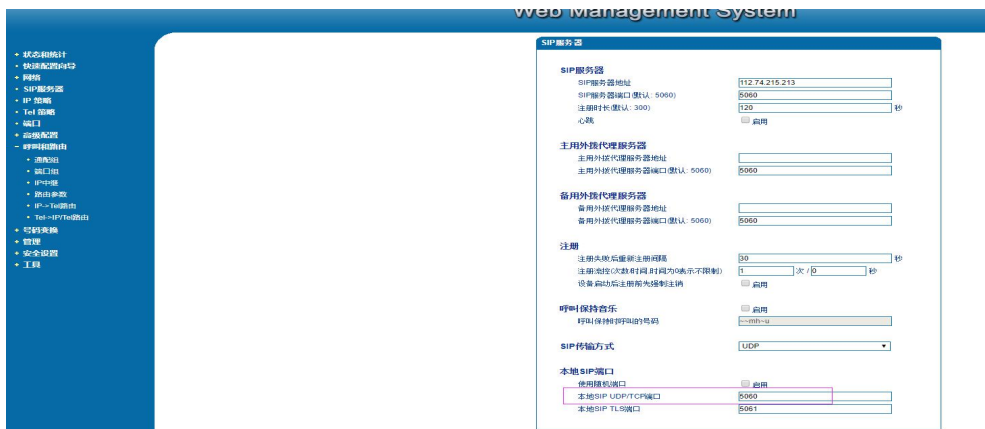 Web Management System
+ 状态和统计
• 快速配置向导
+ 网络
• SIP服务器
+ IP 策略
• Tel 策略
• 端口
+ 高级配置
− 呼叫和路由
• 通配组
• 端口组
• IP中继
• 路由参数
• IP->Tel路由
• Tel->IP/Tel路由
+ 号码变换
+ 管理
+ 安全设置
+ 工具
SIP服务器
SIP服务器
SIP服务器地址 112.74.215.213
SIP服务器端口(默认: 5060) 5060
注册时长(默认: 300) 120 秒
心跳 启用
主用外拨代理服务器
主用外拨代理服务器地址
主用外拨代理服务器端口(默认: 5060) 5060
备用外拨代理服务器
备用外拨代理服务器地址
备用外拨代理服务器端口(默认: 5060) 5060
注册
注册失败后重新注册间隔 30 秒
注册流控(次数/时间,时间为0表示不限制) 1 次 / 0 秒
设备启动后注册前先强制注销 启用
呼叫保持音乐 启用
呼叫保持时呼叫的号码 ~~mh~u
SIP传输方式 UDP
本地SIP端口
使用随机端口 启用
本地SIP UDP/TCP端口 5060
本地SIP TLS端口 5061